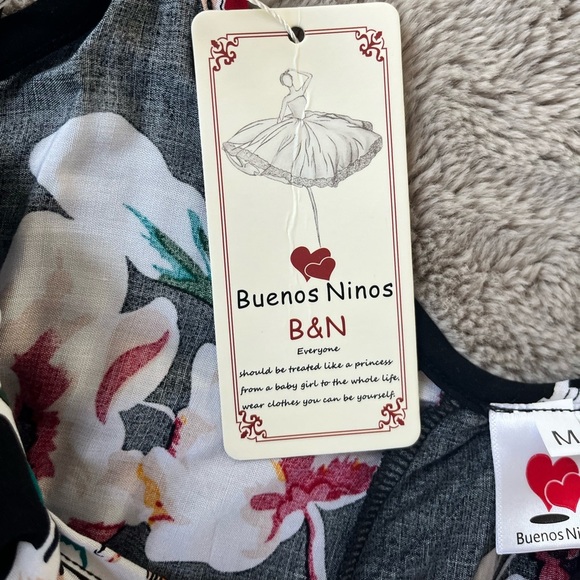 Buenos Ninos
B&N
Everyone
should be treated like a princess
from a baby girl to the whole life,
wear clothes you can be yourself.
M
Buenos Ni